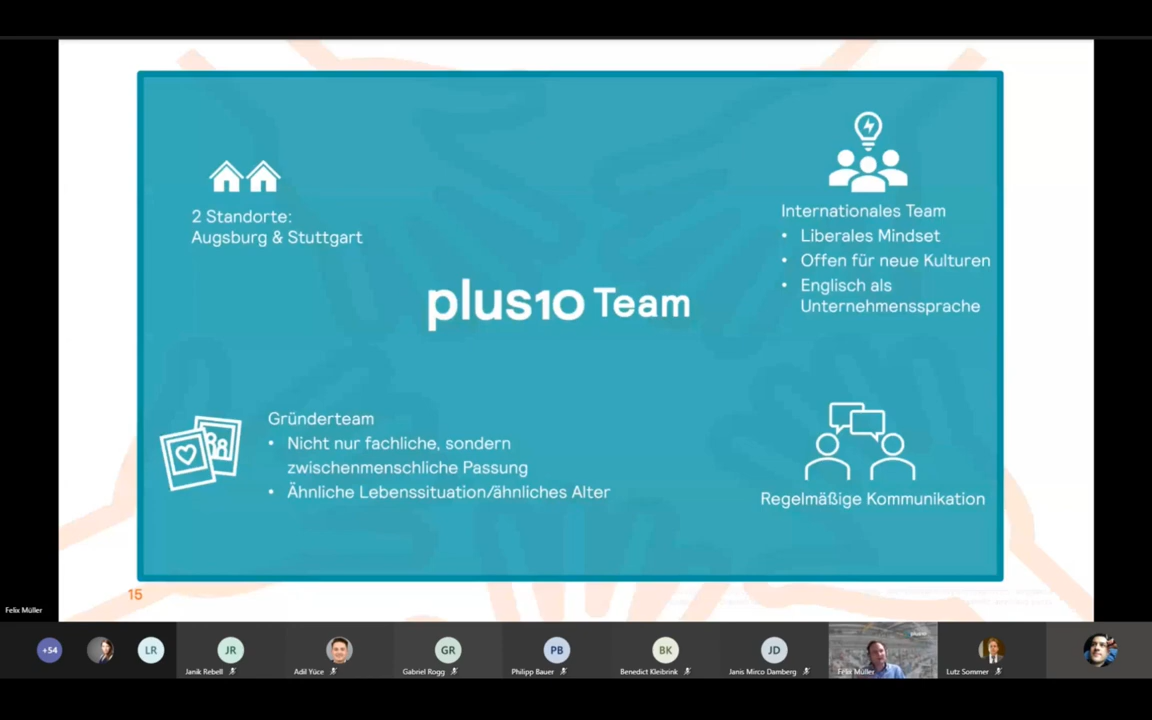 2 Standorte:
Augsburg & Stuttgart
Internationales Team
• Liberales Mindset
• Offen für neue Kulturen
• Englisch als
Unternehmenssprache
plus10 Team
Gründerteam
• Nicht nur fachliche, sondern
zwischenmenschliche Passung
• Ähnliche Lebenssituation/ähnliches Alter
Regelmäßige Kommunikation
15
Felix Müller
+54
LR
JR
Janik Rebell
Adil Yüce
GR
Gabriel Rogg
PB
Philipp Bauer
BK
Benedict Kleibrink
JD
Janis Mirco Damberg
Felix Müller
Lutz Sommer